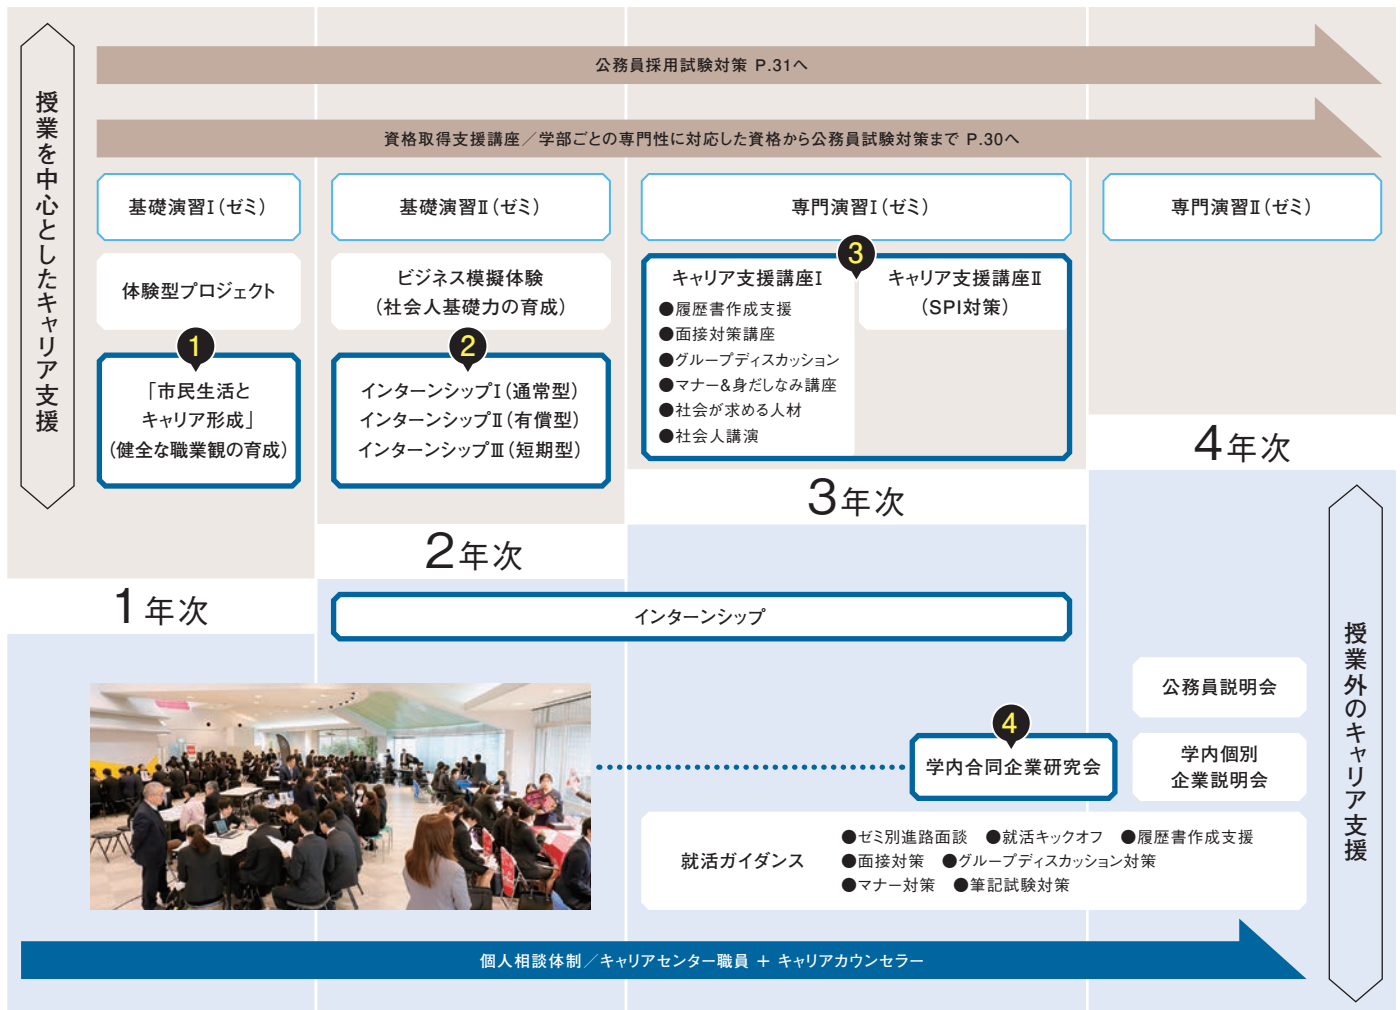 授業を中心としたキャリア支援
公務員採用試験対策 P.31へ
資格取得支援講座／学部ごとの専門性に対応した資格から公務員試験対策まで P.30へ
基礎演習Ⅰ（ゼミ）
体験型プロジェクト
1
「市民生活と
キャリア形成」
（健全な職業観の育成）
1年次
基礎演習Ⅱ（ゼミ）
ビジネス模擬体験
（社会人基礎力の育成）
2
インターンシップⅠ（通常型）
インターンシップⅡ（有償型）
インターンシップⅢ（短期型）
2年次
専門演習Ⅰ（ゼミ）
3
キャリア支援講座Ⅰ
●履歴書作成支援
●面接対策講座
●グループディスカッション
●マナー&身だしなみ講座
●社会が求める人材
●社会人講演
キャリア支援講座Ⅱ
（SPI対策）
3年次
専門演習Ⅱ（ゼミ）
4年次
授業外のキャリア支援
インターンシップ
公務員説明会
4
学内合同企業研究会
学内個別
企業説明会
就活ガイダンス
●ゼミ別進路面談 ●就活キックオフ ●履歴書作成支援
●面接対策 ●グループディスカッション対策
●マナー対策 ●筆記試験対策
個人相談体制／キャリアセンター職員 ＋ キャリアカウンセラー